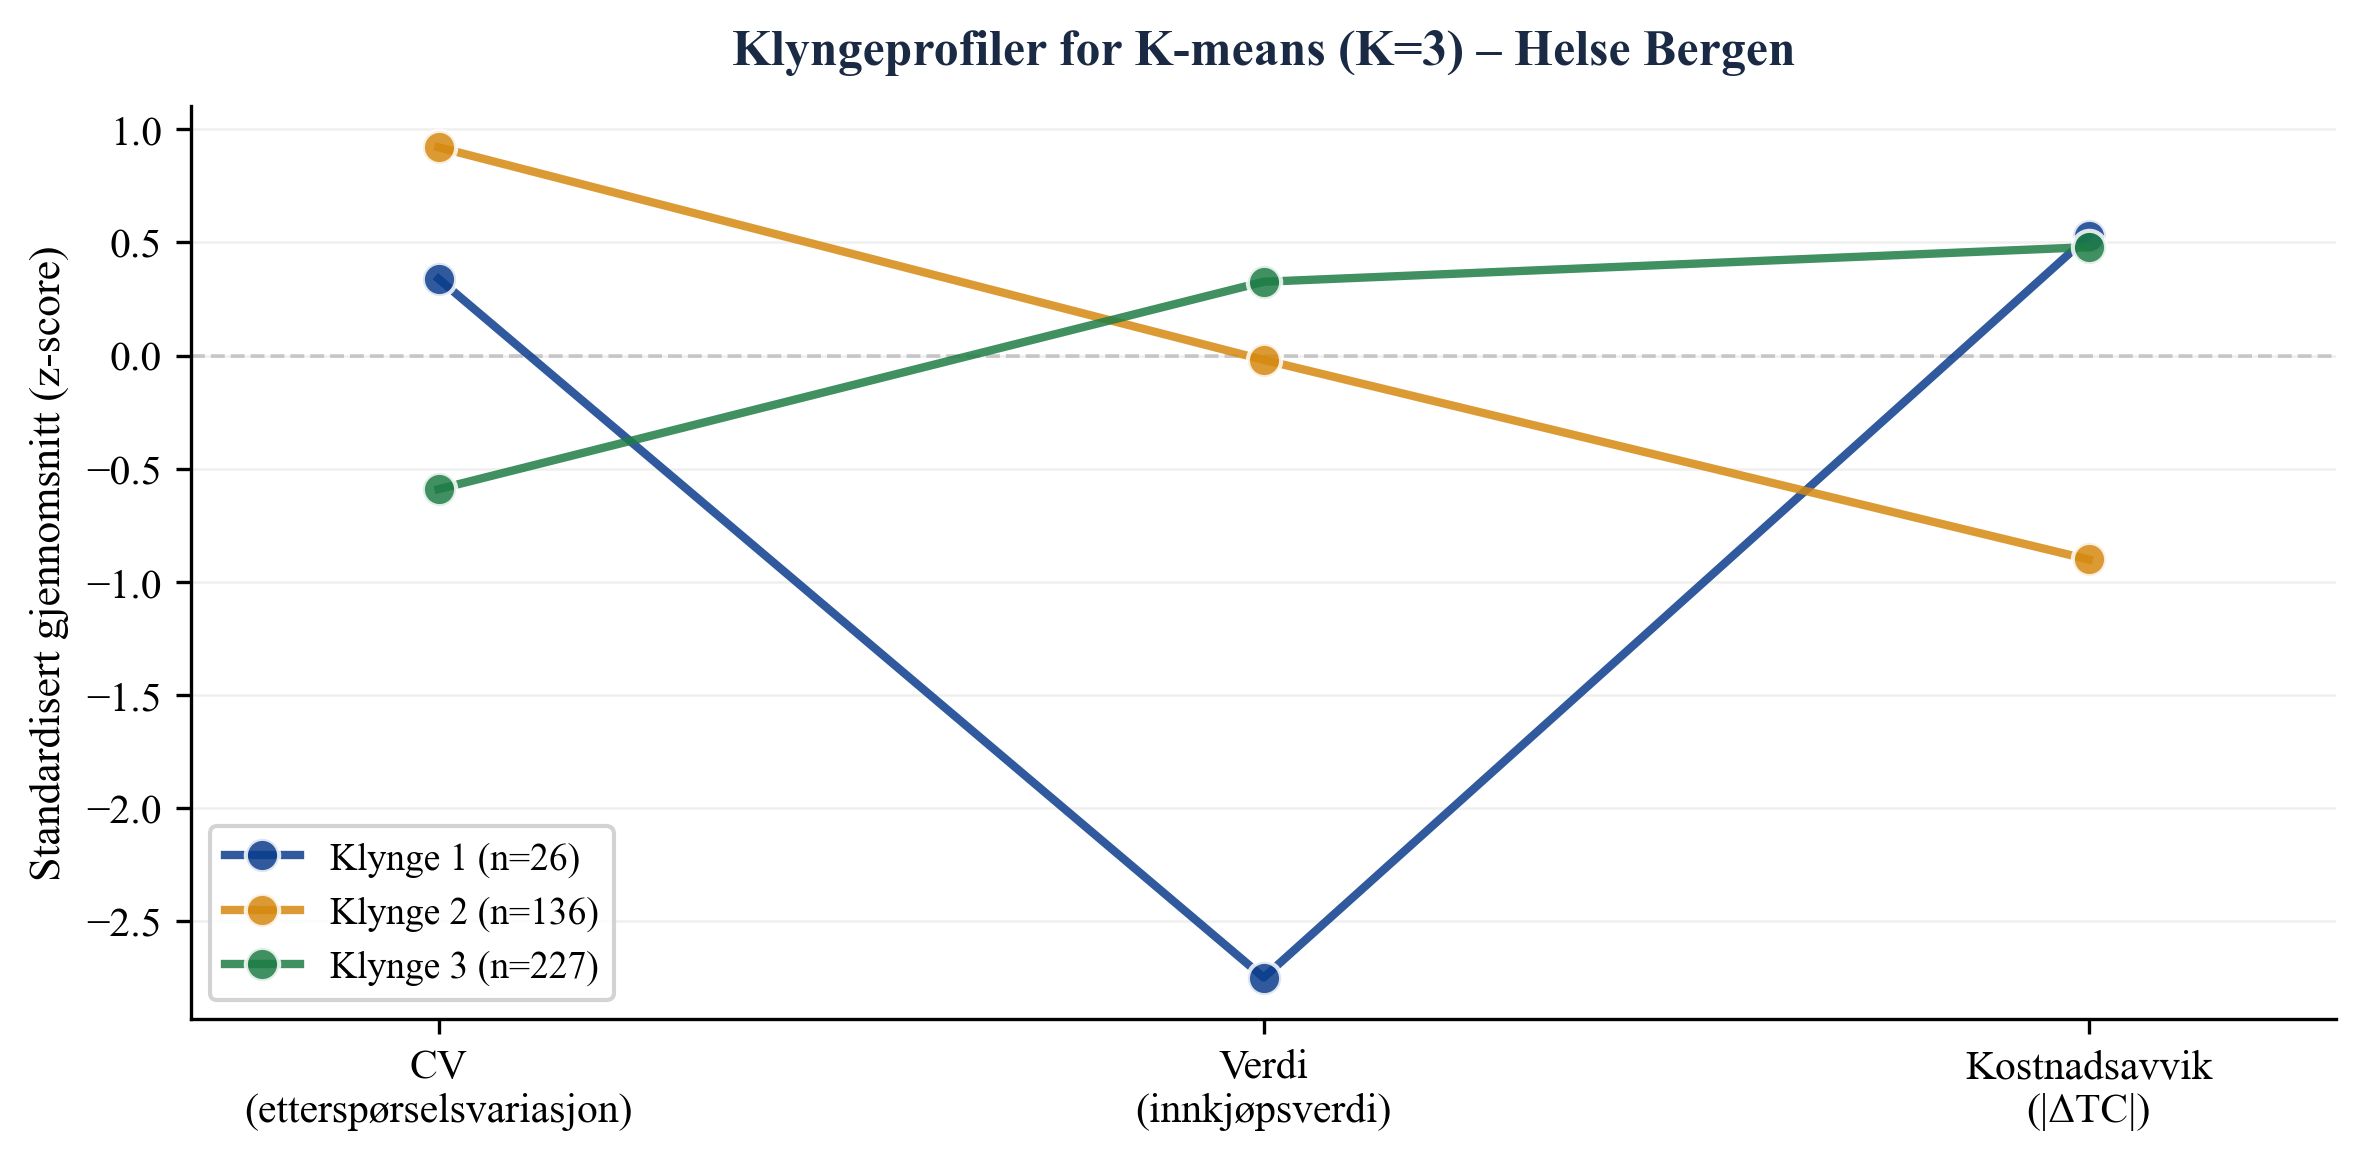 Klyngeprofiler for K-means (K=3) – Helse Bergen
Standardisert gjennomsnitt (z-score)
1.0
0.5
0.0
−0.5
−1.0
−1.5
−2.0
−2.5
Klynge 1 (n=26)
Klynge 2 (n=136)
Klynge 3 (n=227)
CV
(etterspørselsvariasjon)
Verdi
(innkjøpsverdi)
Kostnadsavvik
(|ΔTC|)